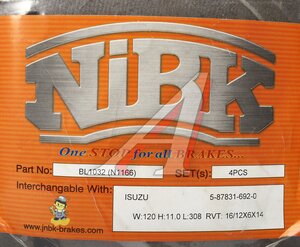 NiBK
One STOP for all BRAKES...
Part No: BL1032 (N1166) SET(s): 4PCS
Interchangable With:
ISUZU 5-87831-692-0
W:120 H:11.0 L:308 RVT: 16/12X6X14
www.jnbk-brakes.com